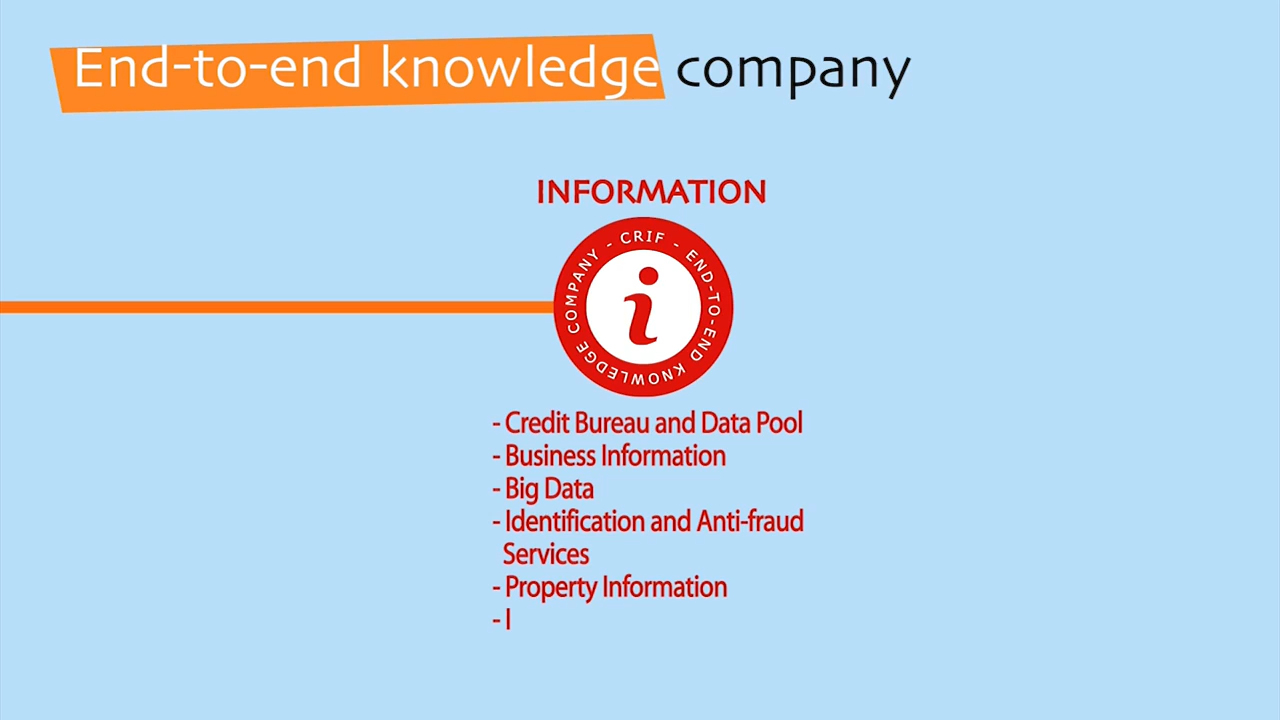 End-to-end knowledge company
INFORMATION
COMPANY - CRIF - END-TO-END KNOWLEDGE
i
- Credit Bureau and Data Pool
- Business Information
- Big Data
- Identification and Anti-fraud
Services
- Property Information
- I